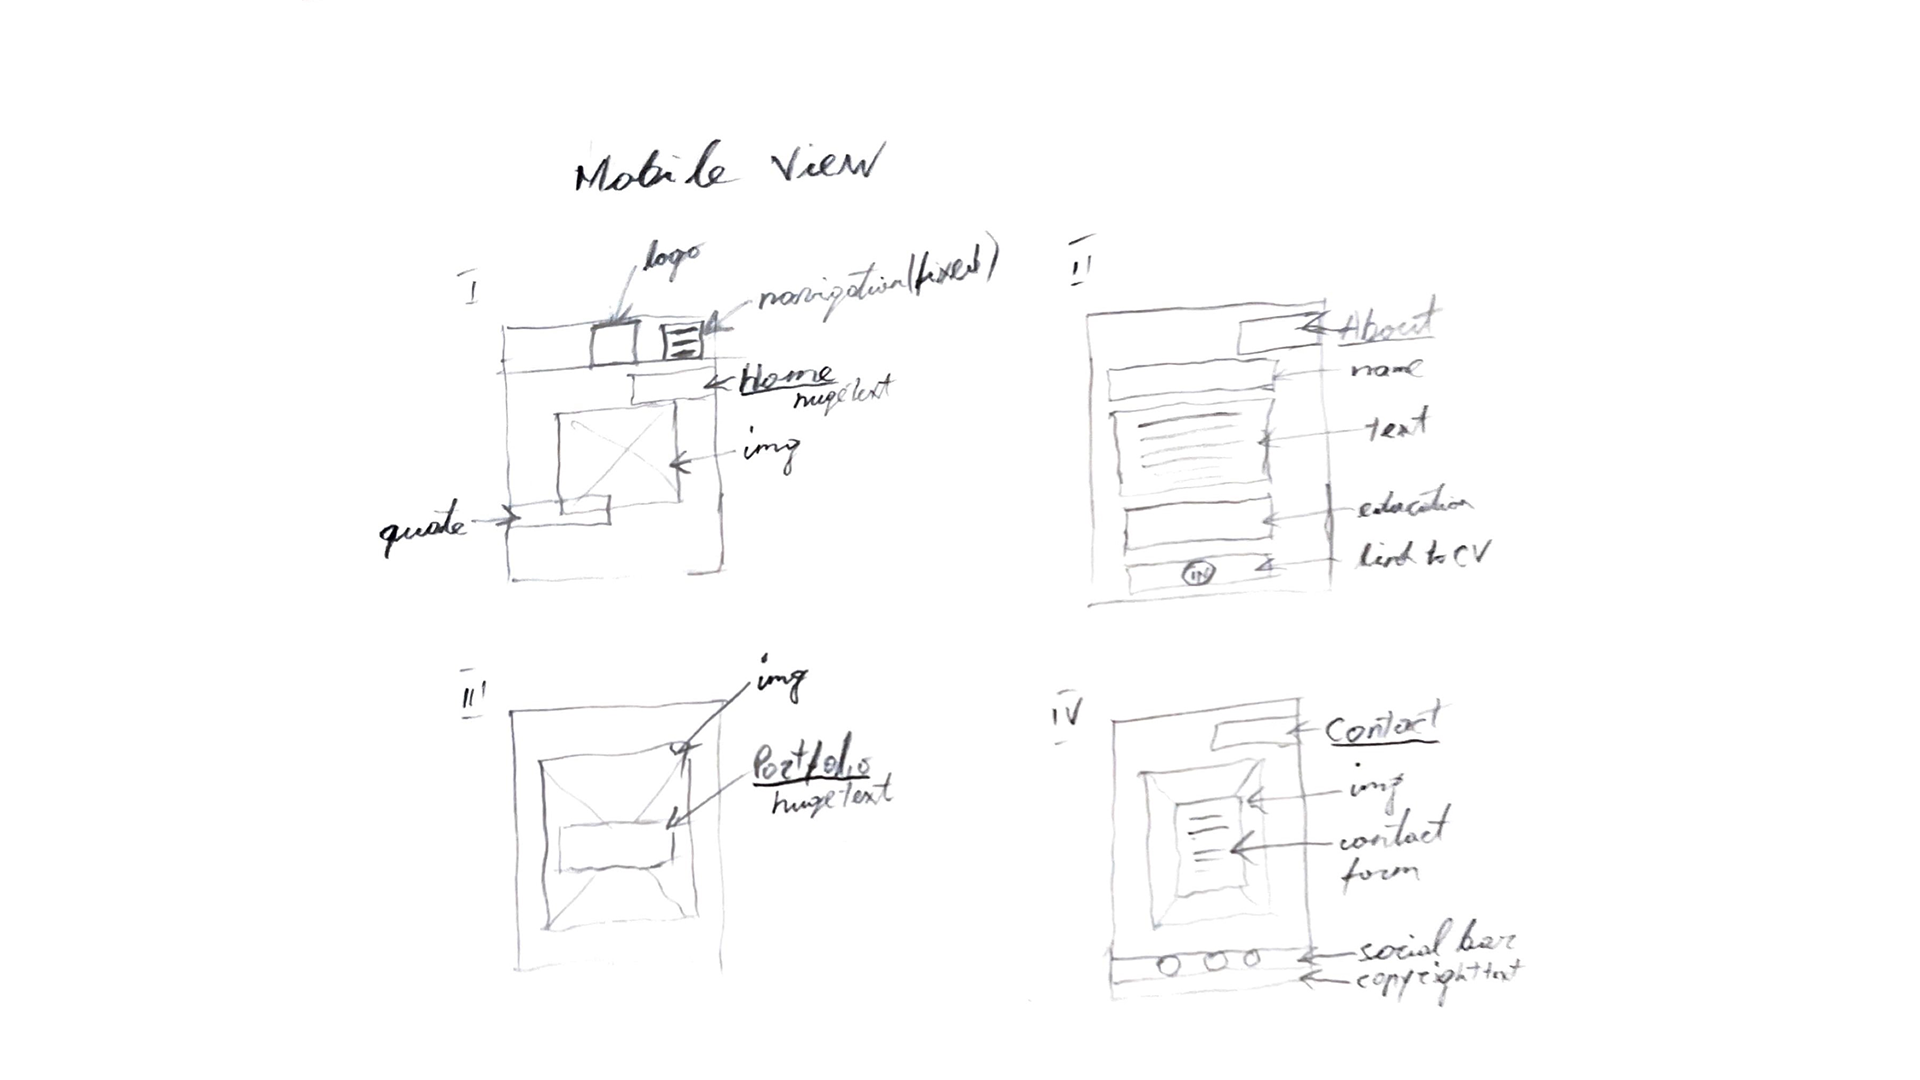 Mobile View
I
logo
navigation(fixed)
Home
huge text
img
quote
II
About
name
text
education
link to CV
IN
III
img
Portfolio
huge text
IV
Contact
img
contact
form
social bar
copyright text